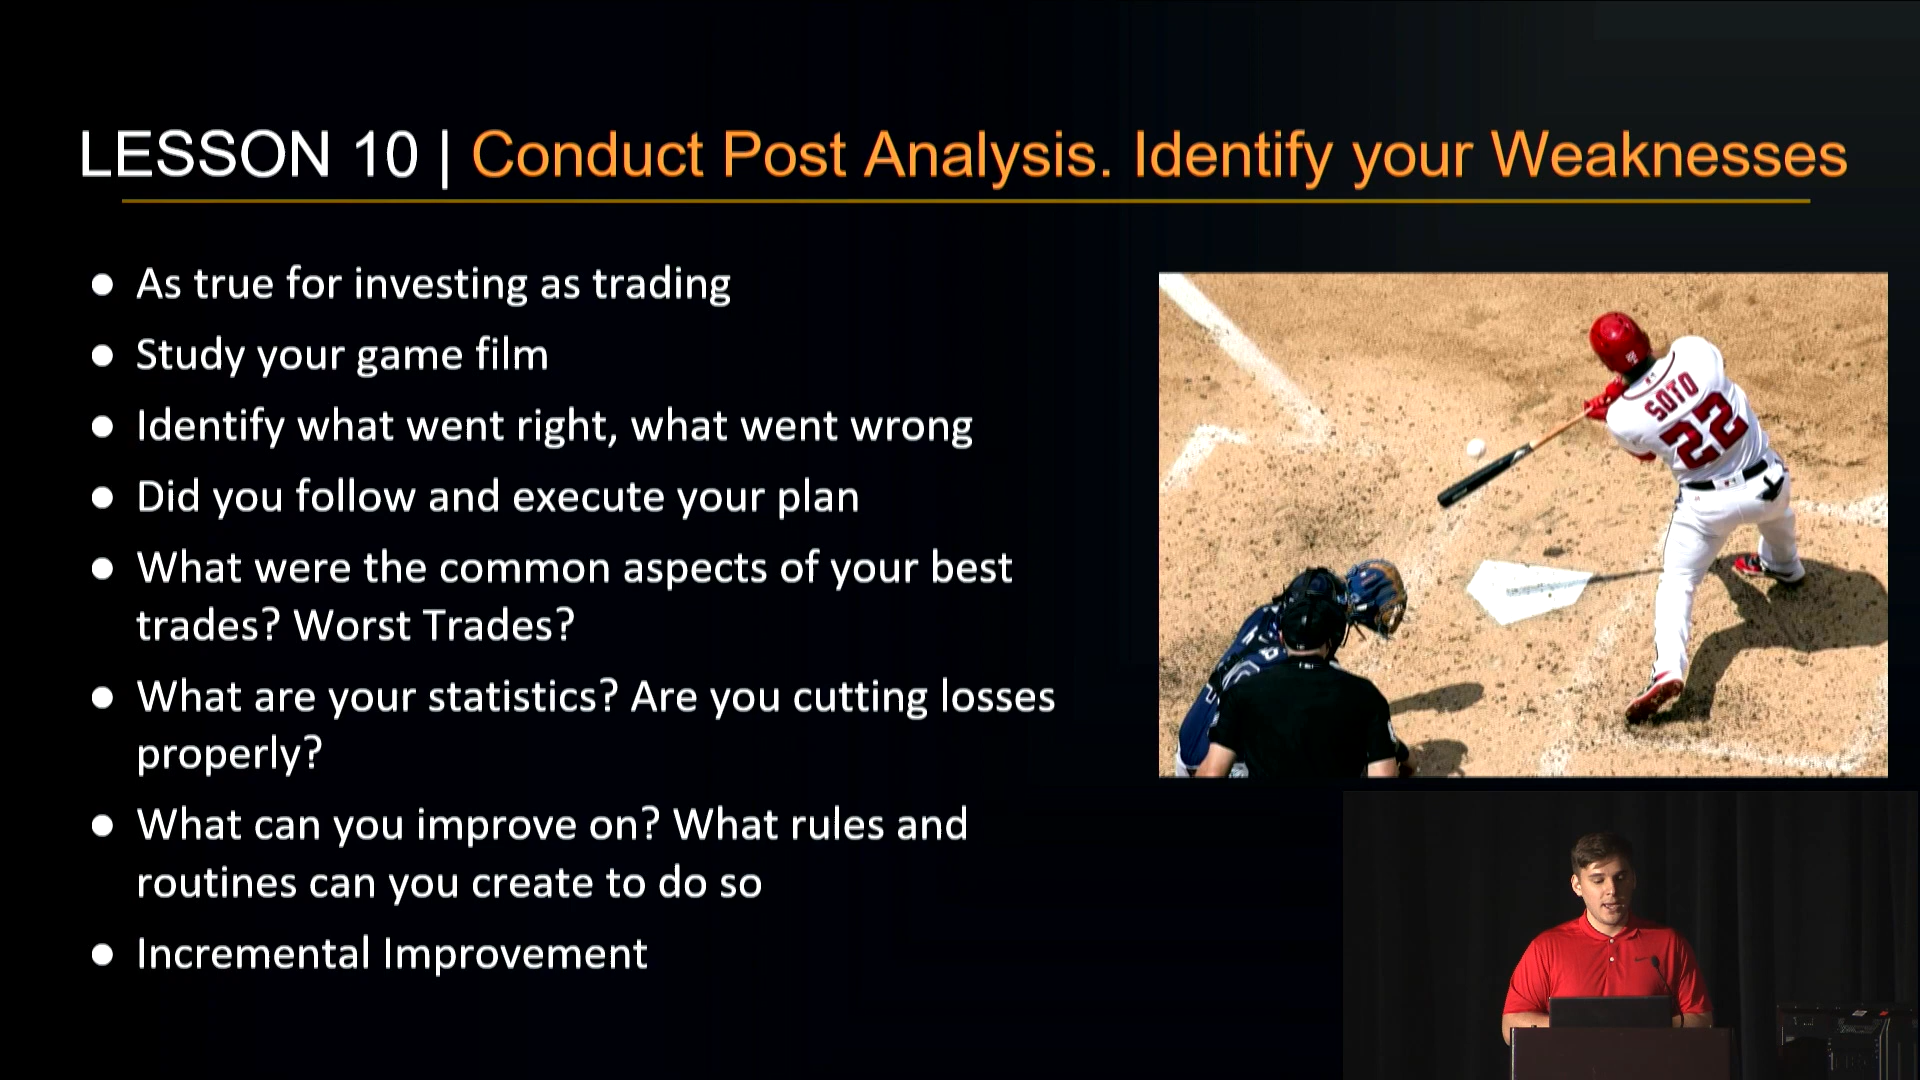 LESSON 10 | Conduct Post Analysis. Identify your Weaknesses
● As true for investing as trading
● Study your game film
● Identify what went right, what went wrong
● Did you follow and execute your plan
● What were the common aspects of your best
trades? Worst Trades?
● What are your statistics? Are you cutting losses
properly?
● What can you improve on? What rules and
routines can you create to do so
● Incremental Improvement
SOTO
22